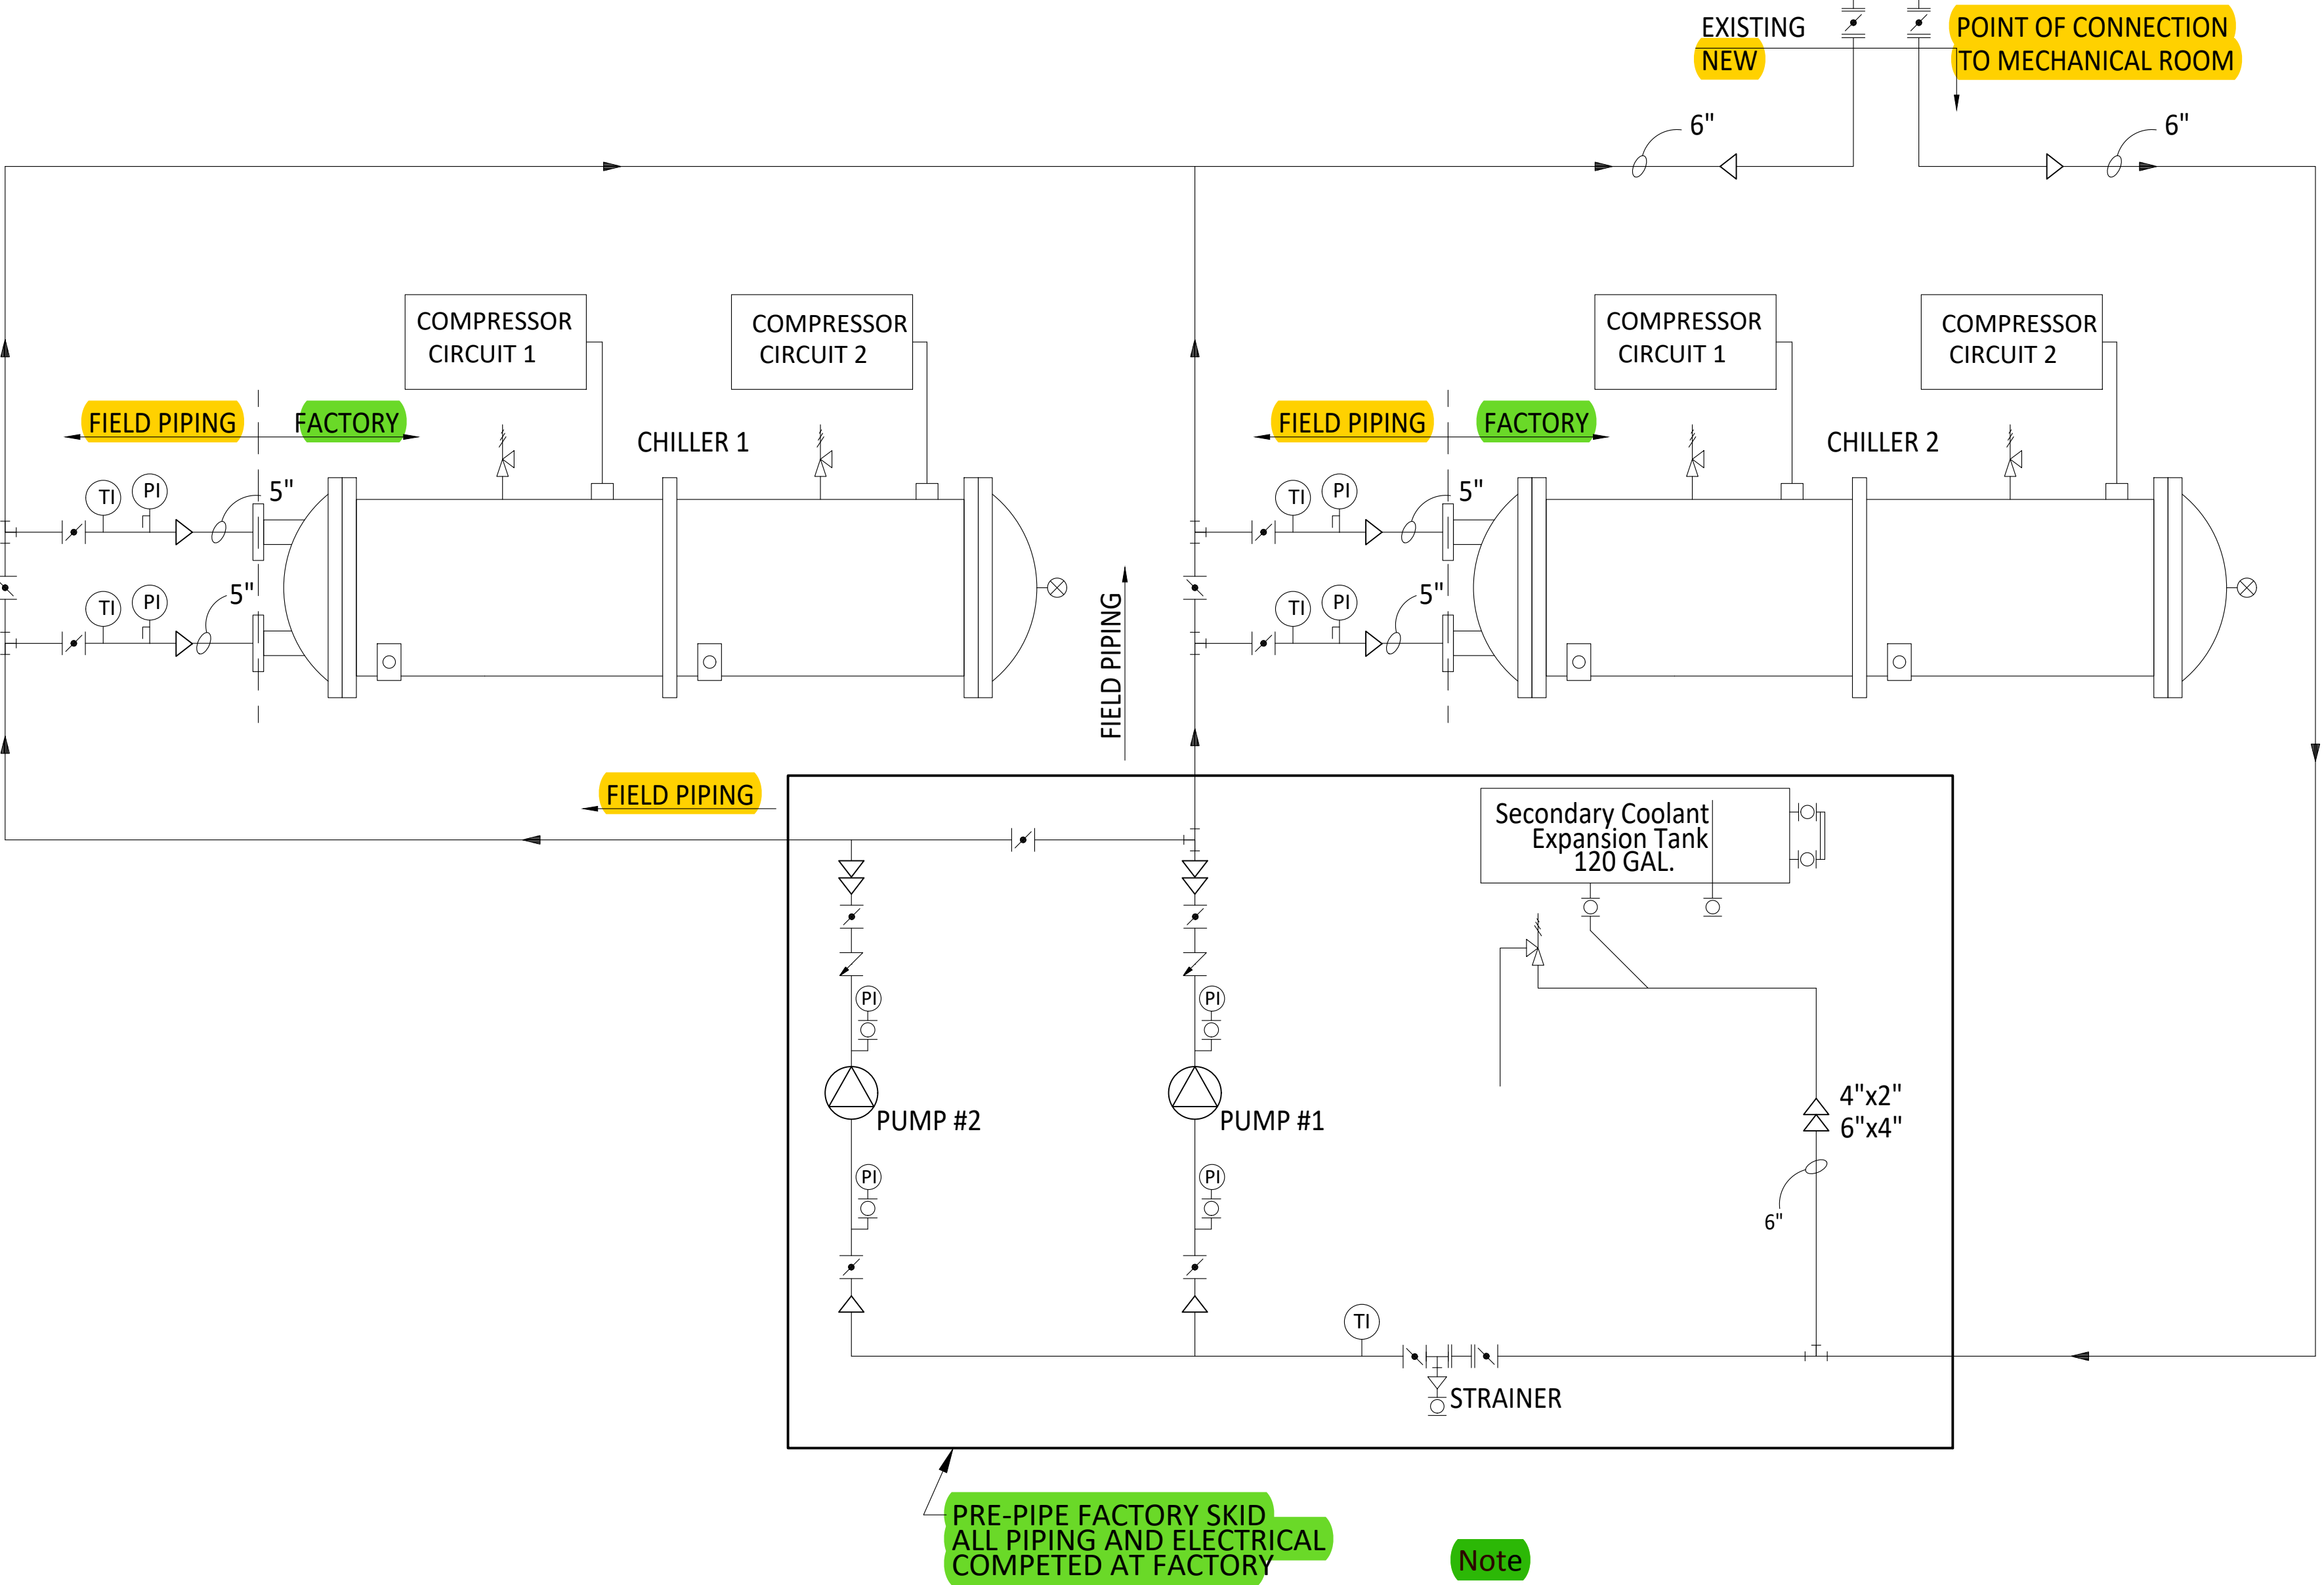 EXISTING
NEW
POINT OF CONNECTION
TO MECHANICAL ROOM
6"
6"
COMPRESSOR
CIRCUIT 1
COMPRESSOR
CIRCUIT 2
COMPRESSOR
CIRCUIT 1
COMPRESSOR
CIRCUIT 2
FIELD PIPING
FACTORY
CHILLER 1
FIELD PIPING
FACTORY
CHILLER 2
TI
PI
5"
TI
PI
5"
TI
PI
5"
TI
PI
5"
FIELD PIPING
FIELD PIPING
Secondary Coolant
Expansion Tank
120 GAL.
PI
PI
PUMP #2
PUMP #1
4"x2"
6"x4"
PI
PI
6"
TI
STRAINER
PRE-PIPE FACTORY SKID
ALL PIPING AND ELECTRICAL
COMPETED AT FACTORY
Note